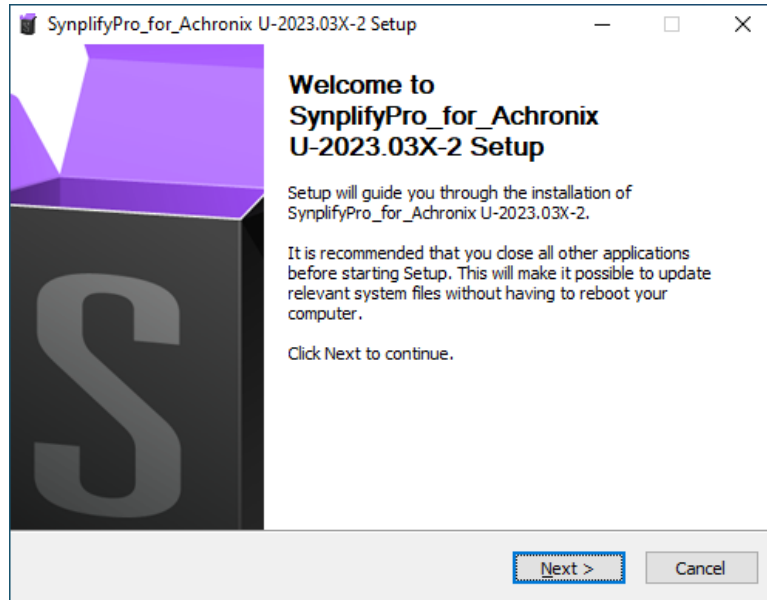 SynplifyPro_for_Achronix U-2023.03X-2 Setup
Welcome to
SynplifyPro_for_Achronix
U-2023.03X-2 Setup
Setup will guide you through the installation of
SynplifyPro_for_Achronix U-2023.03X-2.
It is recommended that you close all other applications
before starting Setup. This will make it possible to update
relevant system files without having to reboot your
computer.
Click Next to continue.
S
Next >
Cancel